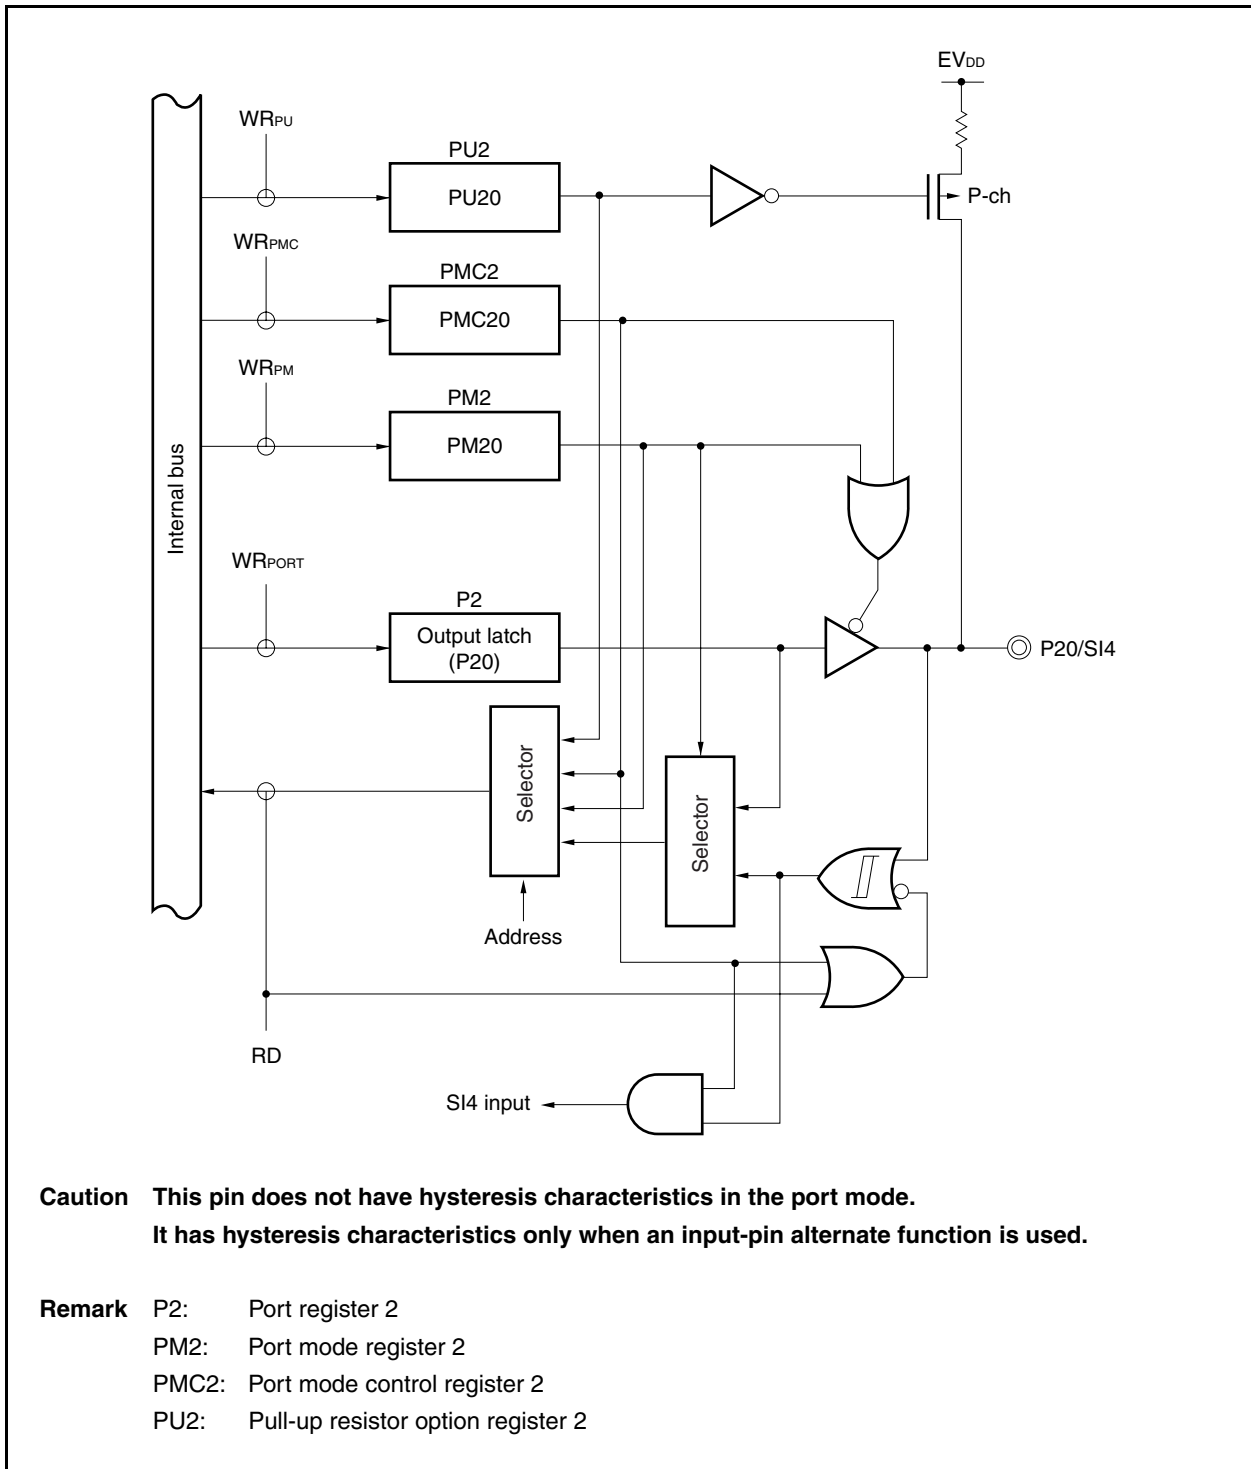 EVDD
WRPU
PU2
PU20
P-ch
WRPMC
PMC2
PMC20
WRPM
PM2
PM20
Internal bus
WRPORT
P2
Output latch
(P20)
P20/SI4
Selector
Selector
Address
RD
SI4 input
Caution This pin does not have hysteresis characteristics in the port mode.
It has hysteresis characteristics only when an input-pin alternate function is used.
Remark P2: Port register 2
PM2: Port mode register 2
PMC2: Port mode control register 2
PU2: Pull-up resistor option register 2